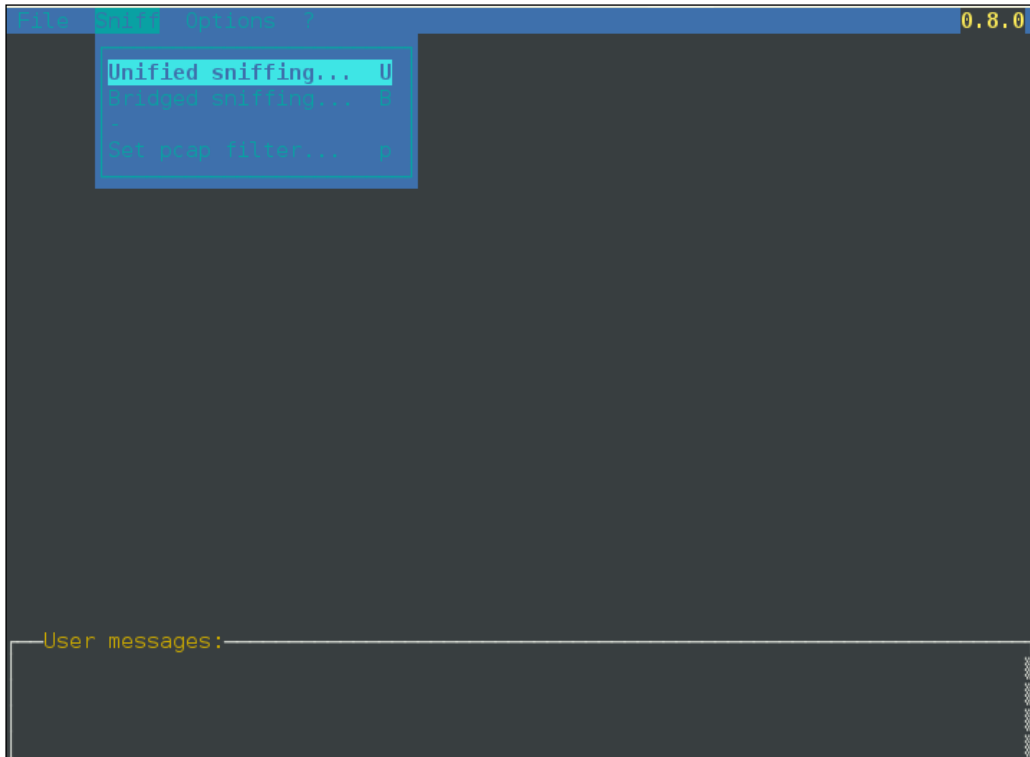 File Sniff Options ? 0.8.0
Unified sniffing... U
Bridged sniffing... B
-
Set pcap filter... p
User messages: